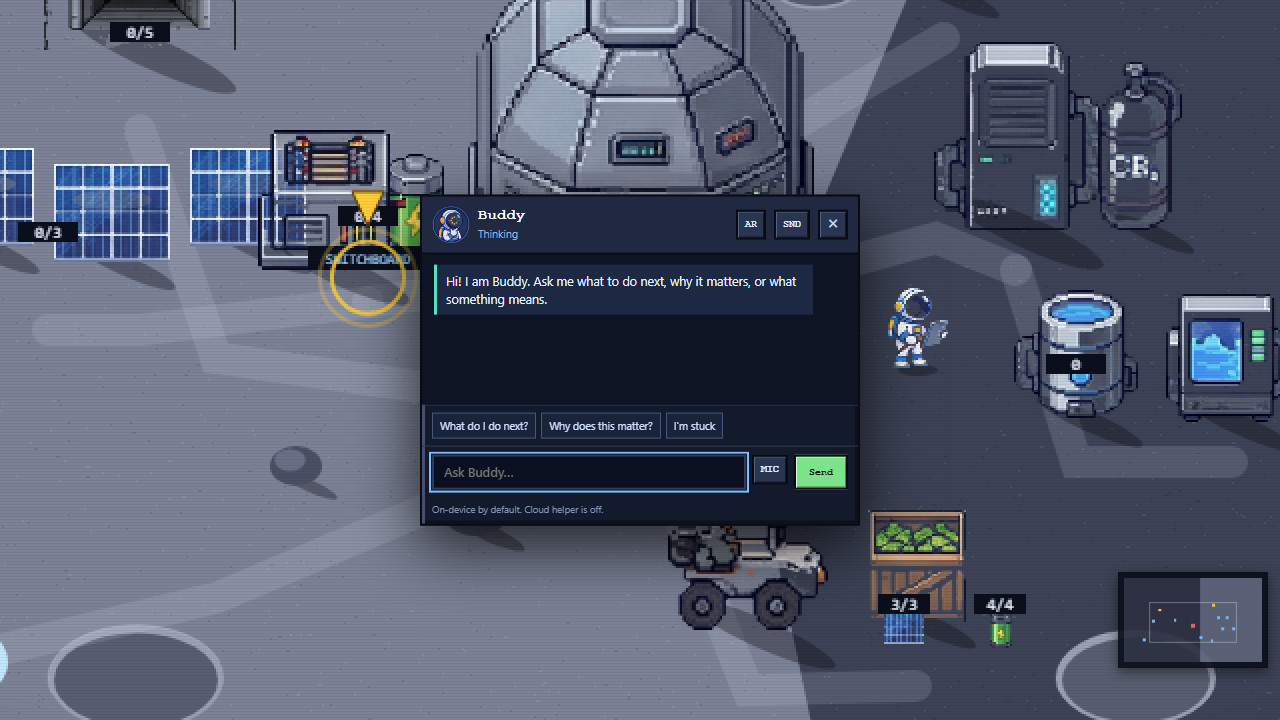 0/5
0/3
0/4
SWITCHBOARD
Buddy
Thinking
AR
SND
✕
Hi! I am Buddy. Ask me what to do next, why it matters, or what
something means.
What do I do next?
Why does this matter?
I'm stuck
Ask Buddy...
MIC
Send
On-device by default. Cloud helper is off.
0
3/3
4/4